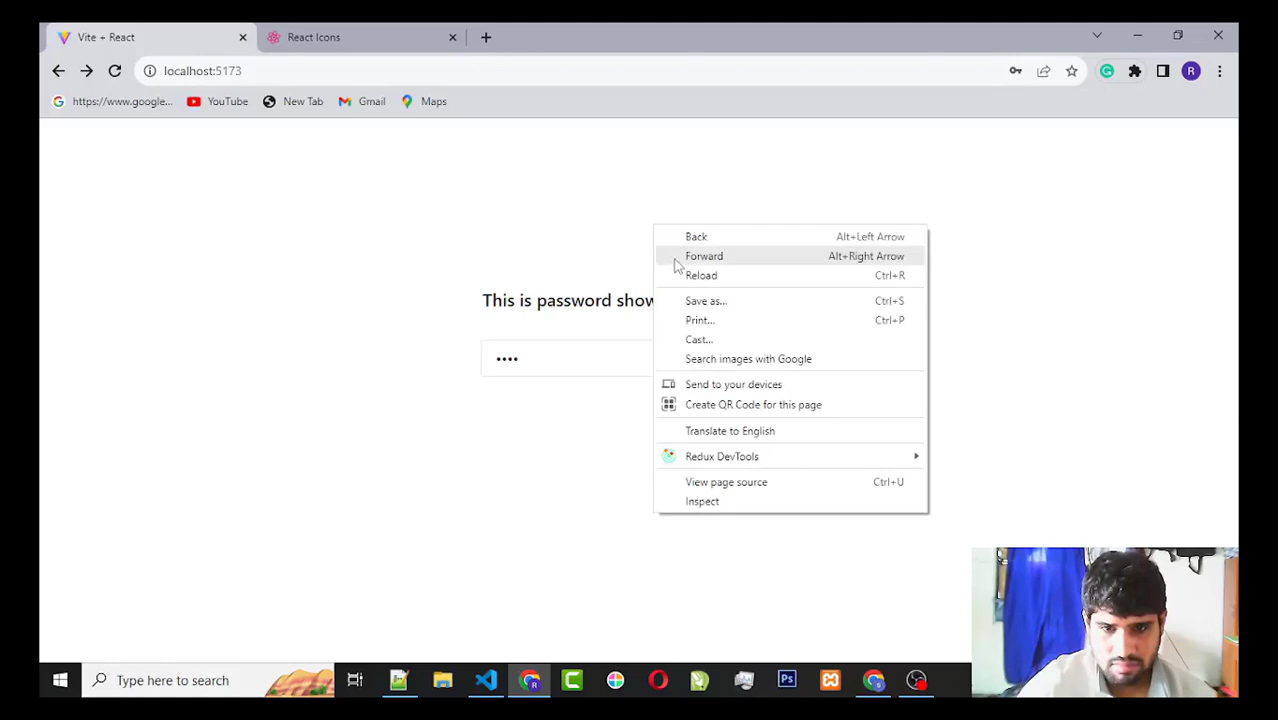 Vite + React
React Icons
localhost:5173
R
https://www.google...
YouTube
New Tab
Gmail
Maps
This is password show
••••
Back Alt+Left Arrow
Forward Alt+Right Arrow
Reload Ctrl+R
Save as... Ctrl+S
Print... Ctrl+P
Cast...
Search images with Google
Send to your devices
Create QR Code for this page
Translate to English
Redux DevTools
View page source Ctrl+U
Inspect
Type here to search